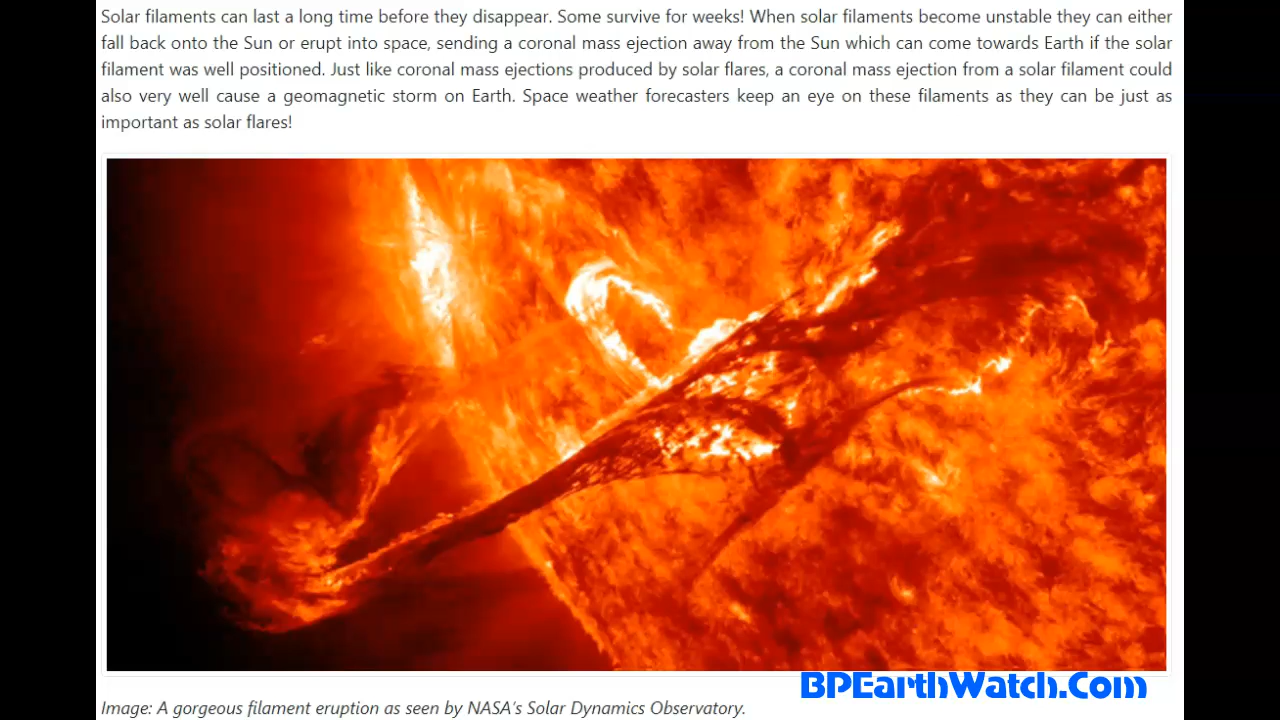 Solar filaments can last a long time before they disappear. Some survive for weeks! When solar filaments become unstable they can either
fall back onto the Sun or erupt into space, sending a coronal mass ejection away from the Sun which can come towards Earth if the solar
filament was well positioned. Just like coronal mass ejections produced by solar flares, a coronal mass ejection from a solar filament could
also very well cause a geomagnetic storm on Earth. Space weather forecasters keep an eye on these filaments as they can be just as
important as solar flares!
BPEarthWatch.Com
Image: A gorgeous filament eruption as seen by NASA's Solar Dynamics Observatory.